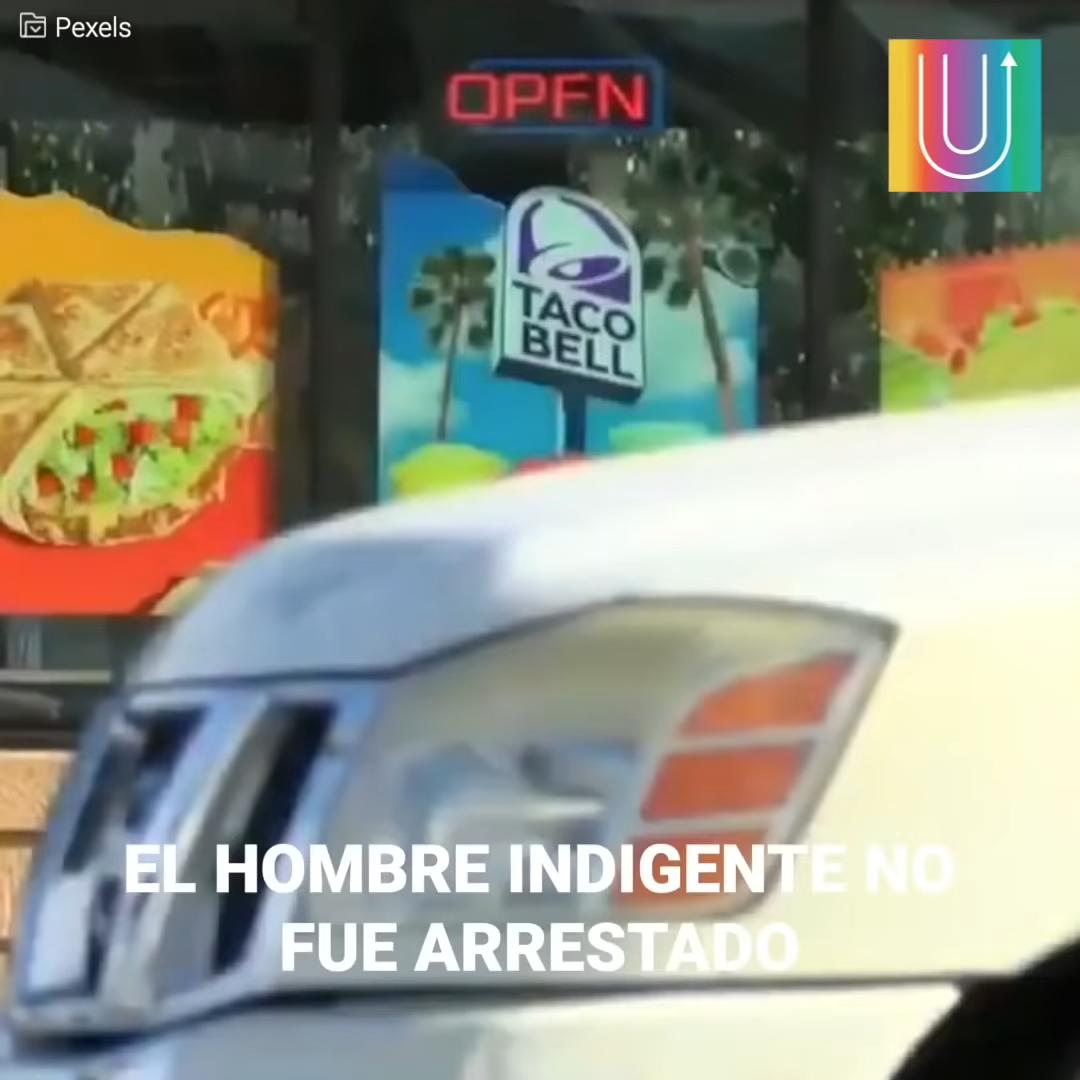 Pexels
OPEN
U
TACO
BELL
EL HOMBRE INDIGENTE NO
FUE ARRESTADO